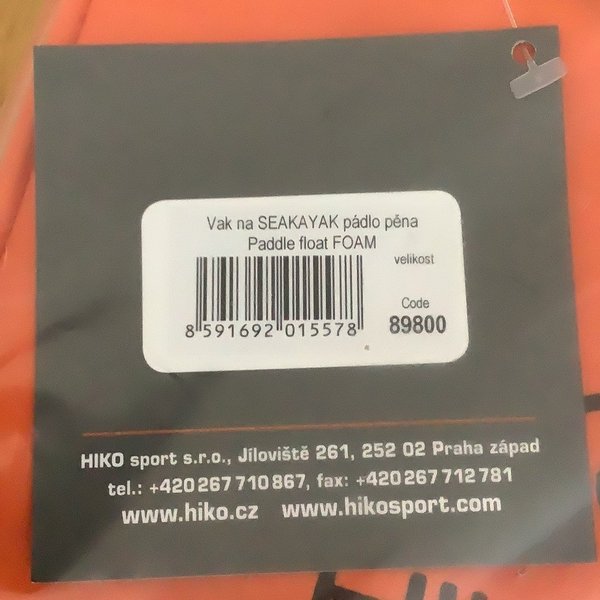 Vak na SEAKAYAK pádlo pěna
Paddle float FOAM
velikost
Code
89800
8 591692 015578
HIKO sport s.r.o., Jíloviště 261, 252 02 Praha západ
tel.: +420 267 710 867, fax: +420 267 712 781
www.hiko.cz www.hikosport.com